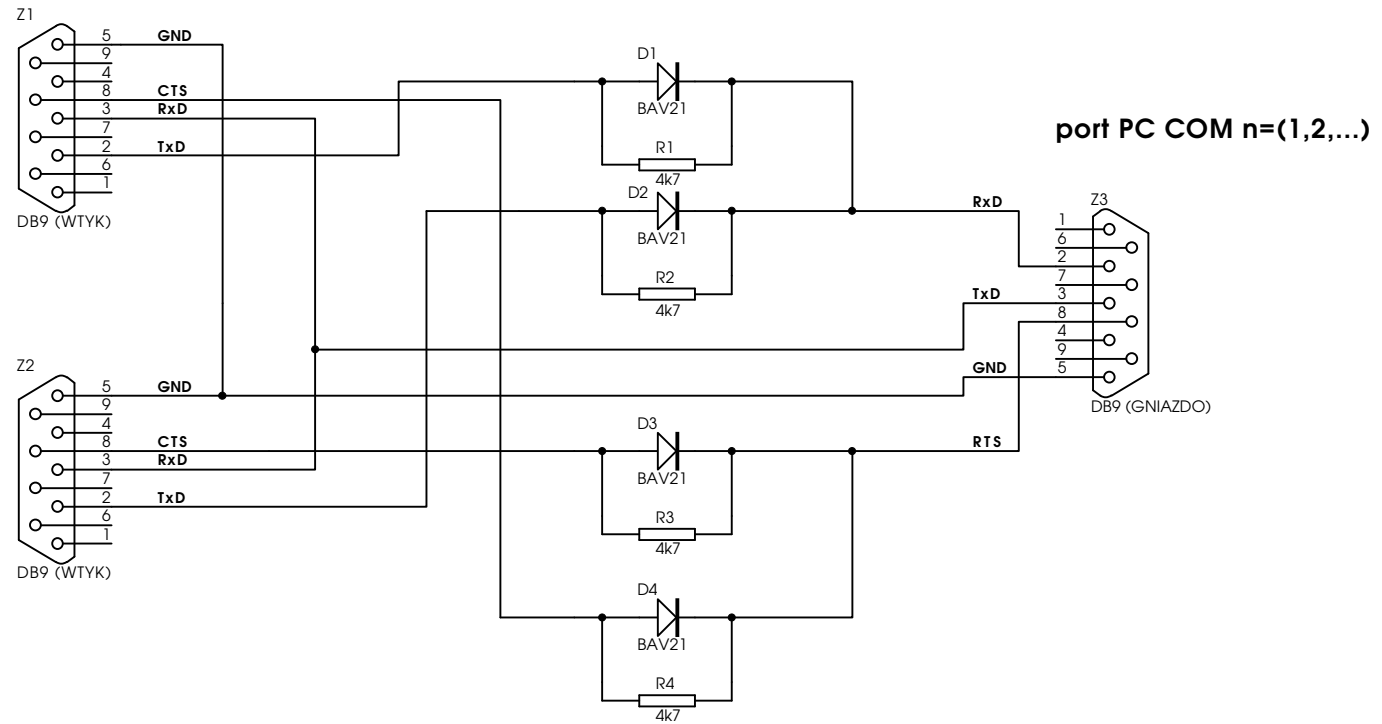 Z1
5 GND
9
4
8 CTS
3 RxD
7
2 TxD
6
1
DB9 (WTYK)
D1
BAV21
R1
4k7
D2
BAV21
R2
4k7
port PC COM n=(1,2,...)
Z3
RxD
TxD
GND
RTS
1
6
2
7
3
8
4
9
5
DB9 (GNIAZDO)
Z2
5 GND
9
4
8 CTS
3 RxD
7
2 TxD
6
1
DB9 (WTYK)
D3
BAV21
R3
4k7
D4
BAV21
R4
4k7